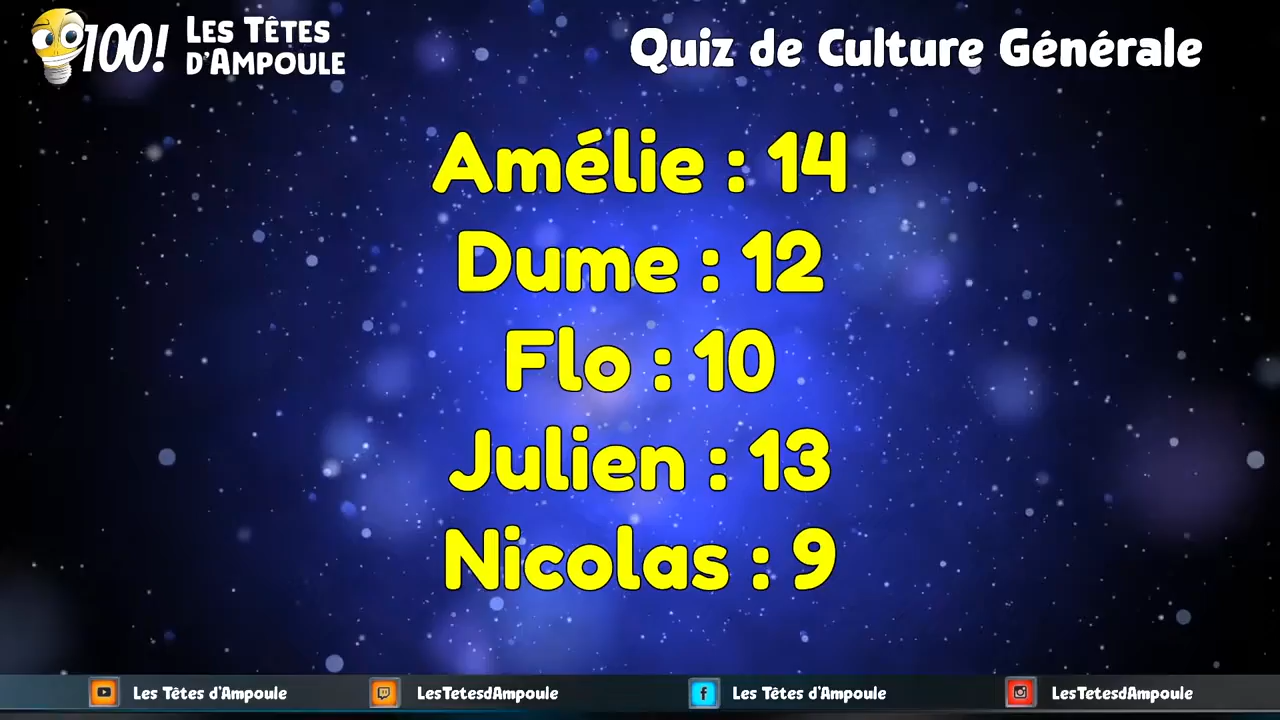 100!
Les Têtes
d'Ampoule
Quiz de Culture Générale
Amélie : 14
Dume : 12
Flo : 10
Julien : 13
Nicolas : 9
Les Têtes d'Ampoule
LesTetesdAmpoule
Les Têtes d'Ampoule
LesTetesdAmpoule